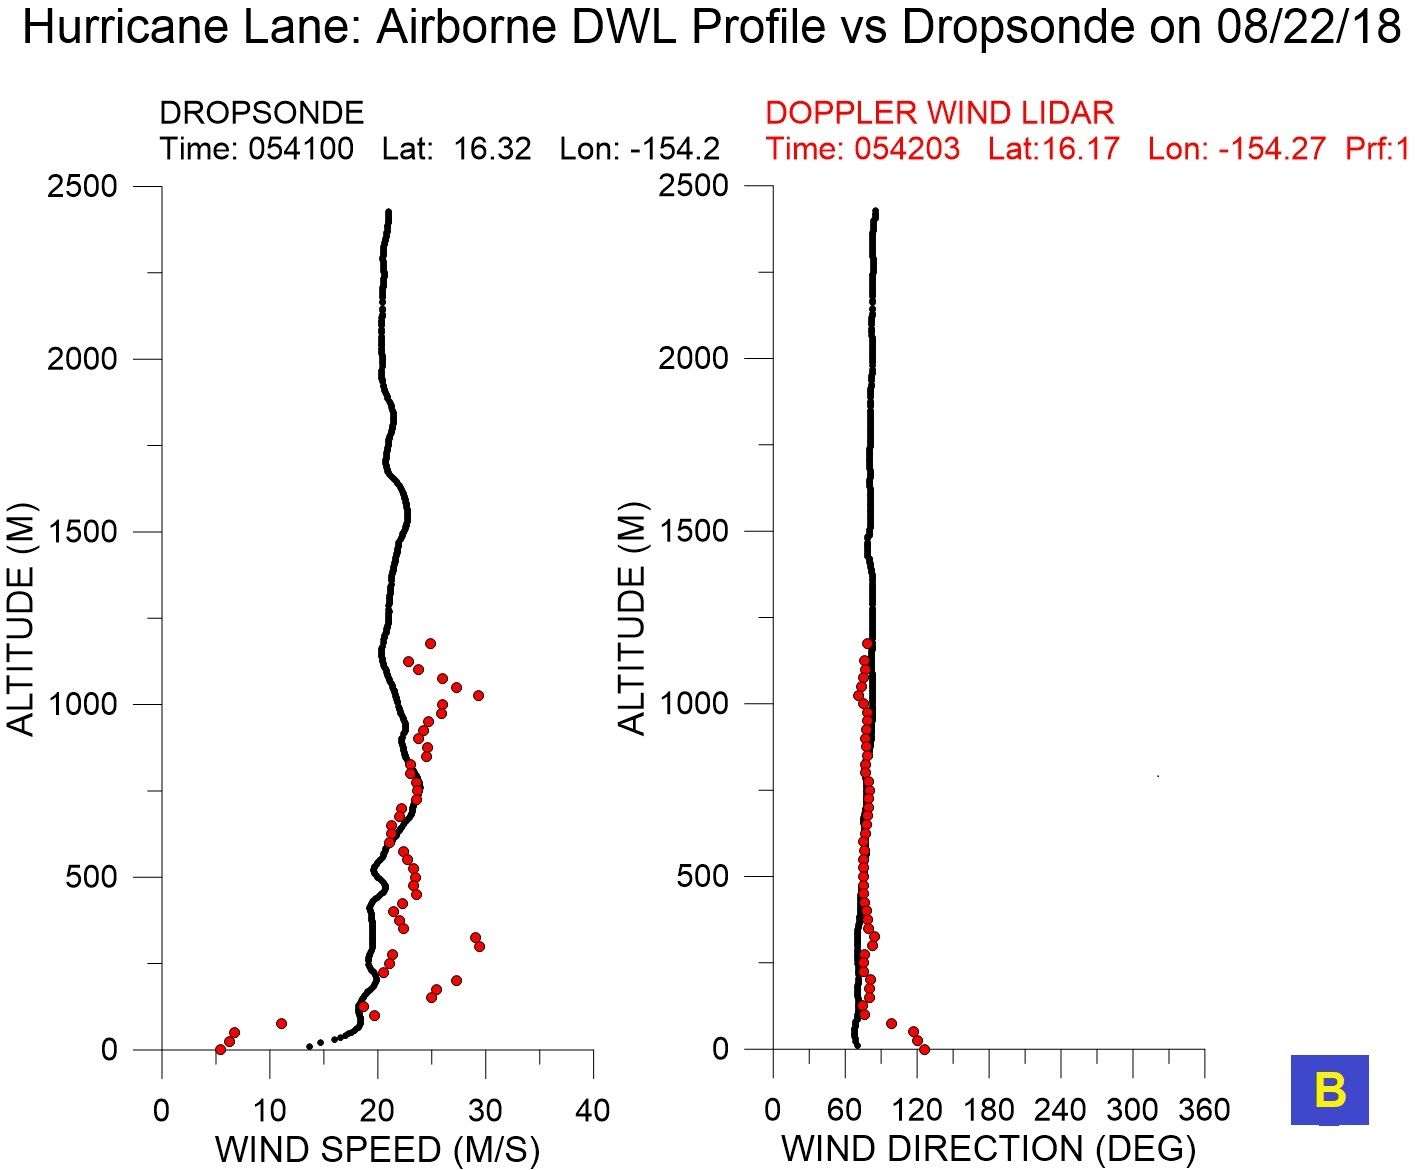 Hurricane Lane: Airborne DWL Profile vs Dropsonde on 08/22/18
DROPSONDE
Time: 054100 Lat: 16.32 Lon: -154.2
DOPPLER WIND LIDAR
Time: 054203 Lat:16.17 Lon: -154.27 Prf:1
2500
2000
1500
1000
500
0
ALTITUDE (M)
0 10 20 30 40
WIND SPEED (M/S)
2500
2000
1500
1000
500
0
ALTITUDE (M)
0 60 120 180 240 300 360
WIND DIRECTION (DEG)
B